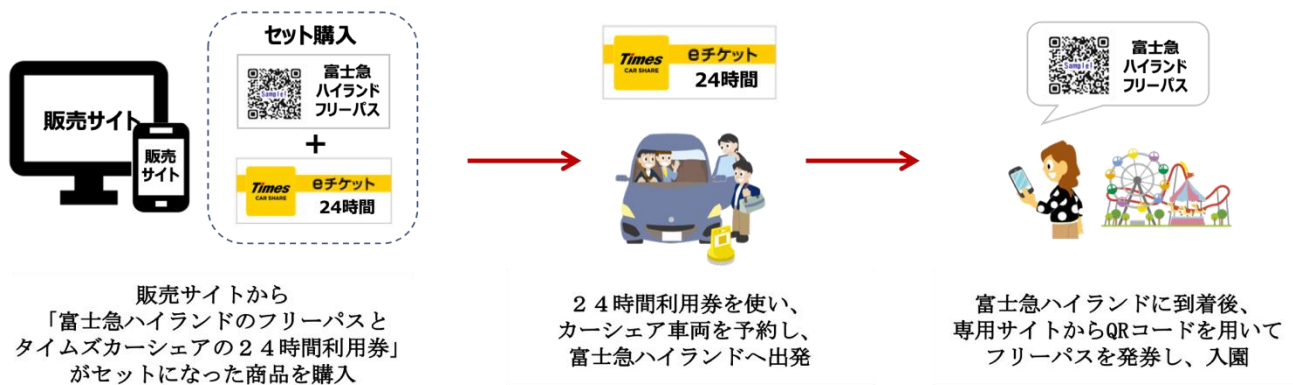 販売サイト
販売
サイト
セット購入
Sample!
富士急
ハイランド
フリーパス
+
Times
CAR SHARE
eチケット
24時間
販売サイトから
「富士急ハイランドのフリーパスと
タイムズカーシェアの２４時間利用券」
がセットになった商品を購入
Times
CAR SHARE
eチケット
24時間
２４時間利用券を使い、
カーシェア車両を予約し、
富士急ハイランドへ出発
Sample!
富士急
ハイランド
フリーパス
富士急ハイランドに到着後、
専用サイトからQRコードを用いて
フリーパスを発券し、入園